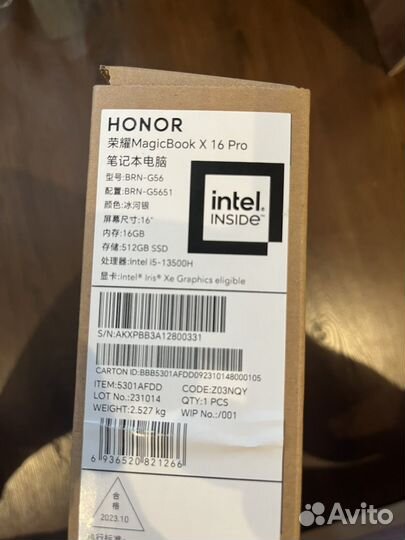 HONOR
荣耀MagicBook X 16 Pro
笔记本电脑
型号:BRN-G56
配置:BRN-G5651
颜色:冰河银
屏幕尺寸:16"
内存:16GB
存储:512GB SSD
处理器:Intel i5-13500H
显卡:Intel® Iris® Xe Graphics eligible
intel.
INSIDE™
S/N:AKXPBB3A12800331
CARTON ID:BBB5301AFDD092310148000105
ITEM:5301AFDD CODE:Z03NQY
LOT No.:231014 QTY:1 PCS
WEIGHT:2.527 kg WIP No.:/001
6 936520 821266
合
格
2023.10
执行标准:
Avito